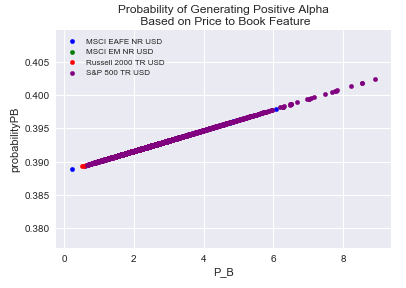 Probability of Generating Positive Alpha
Based on Price to Book Feature
MSCI EAFE NR USD
MSCI EM NR USD
Russell 2000 TR USD
S&P 500 TR USD
probabilityPB
0.405
0.400
0.395
0.390
0.385
0.380
0
2
4
6
8
P_B